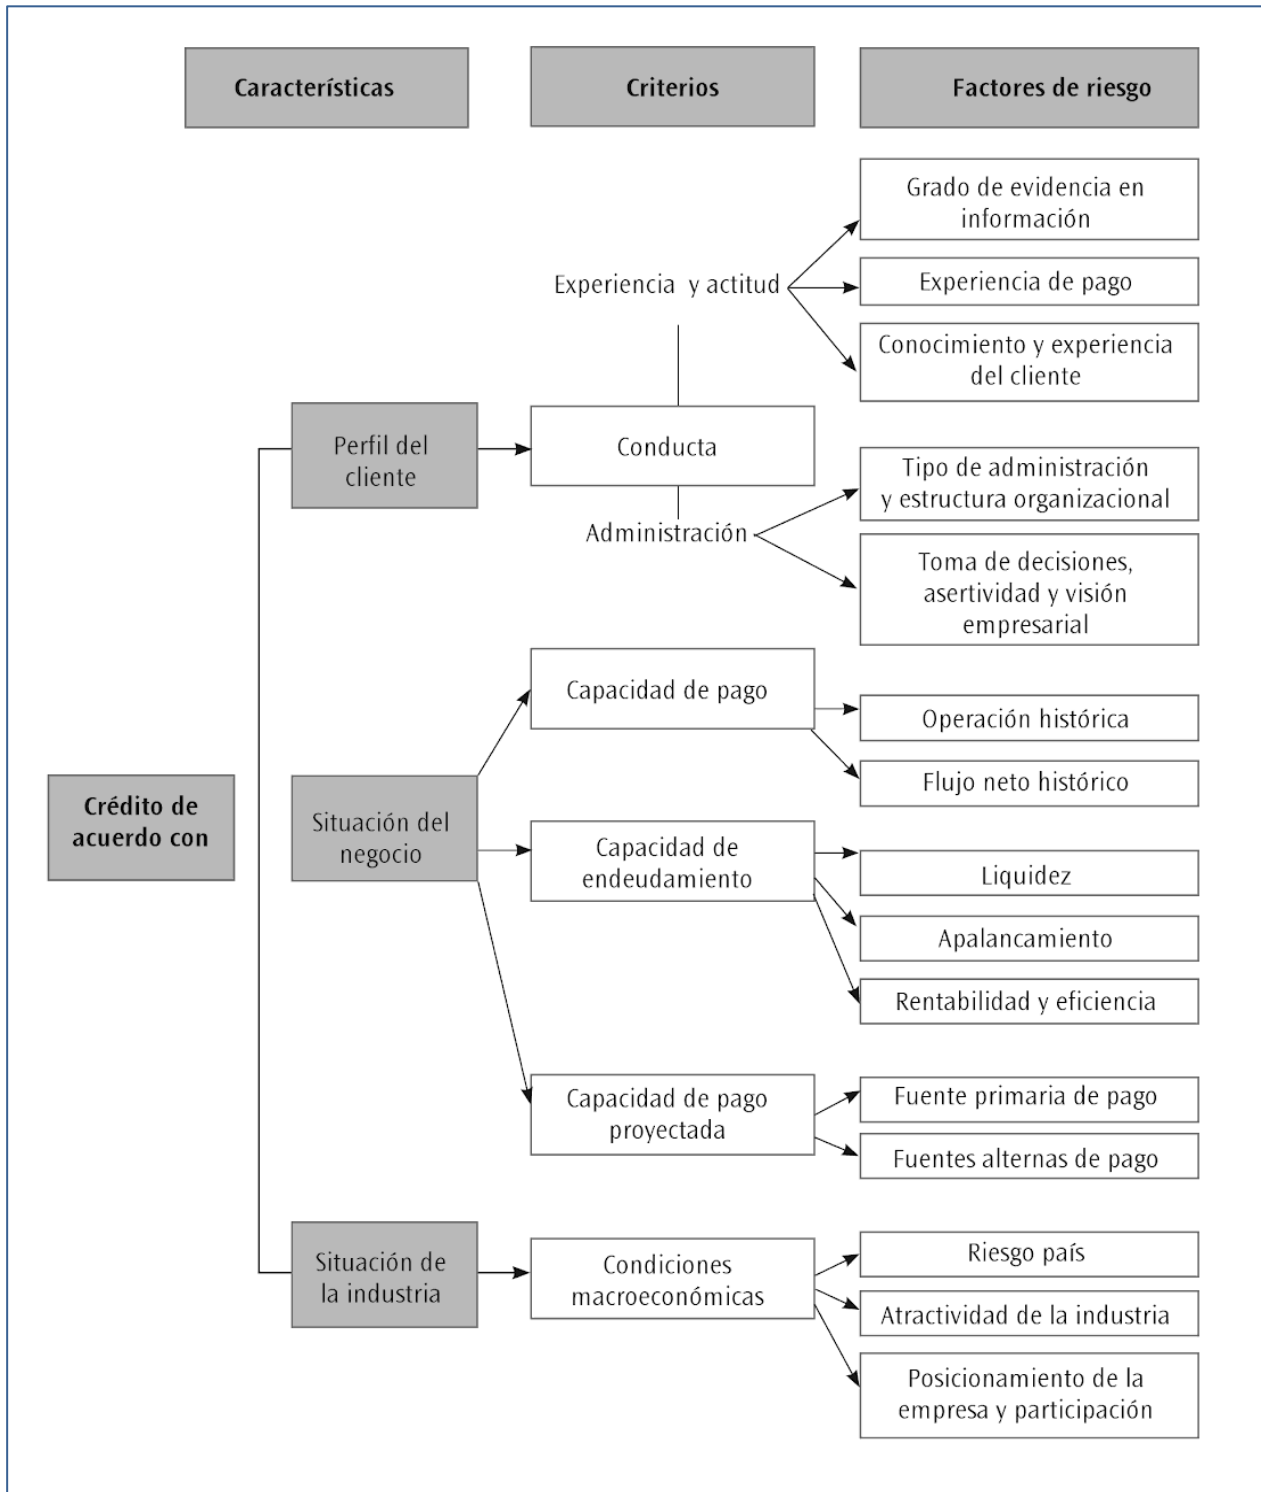 Características
Criterios
Factores de riesgo
Grado de evidencia en
información
Experiencia y actitud
Experiencia de pago
Conocimiento y experiencia
del cliente
Perfil del
cliente
Conducta
Tipo de administración
y estructura organizacional
Administración
Toma de decisiones,
asertividad y visión
empresarial
Capacidad de pago
Operación histórica
Flujo neto histórico
Crédito de
acuerdo con
Situación del
negocio
Capacidad de
endeudamiento
Liquidez
Apalancamiento
Rentabilidad y eficiencia
Capacidad de pago
proyectada
Fuente primaria de pago
Fuentes alternas de pago
Situación de
la industria
Condiciones
macroeconómicas
Riesgo país
Atractividad de la industria
Posicionamiento de la
empresa y participación